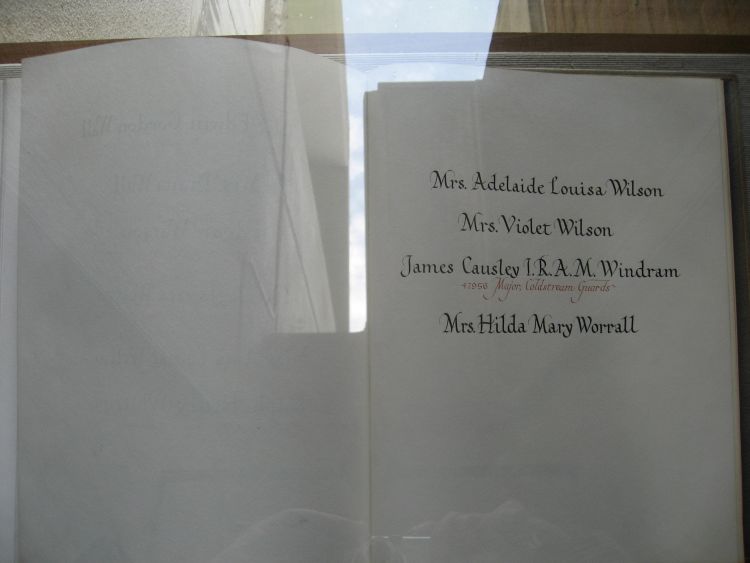 Mrs. Adelaide Louisa Wilson
Mrs. Violet Wilson
James Causley I.R.A.M. Windram
Major, Coldstream Guards
Mrs. Hilda Mary Worrall